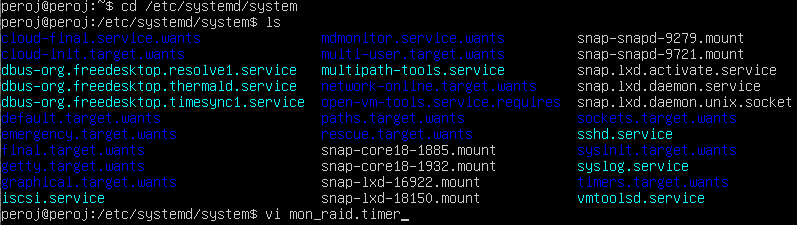 peroj@peroj:~$ cd /etc/systemd/system
peroj@peroj:/etc/systemd/system$ ls
cloud-final.service.wants mdmonitor.service.wants snap-snapd-9279.mount
cloud-init.target.wants multi-user.target.wants snap-snapd-9721.mount
dbus-org.freedesktop.resolve1.service multipath-tools.service snap.lxd.activate.service
dbus-org.freedesktop.thermald.service network-online.target.wants snap.lxd.daemon.service
dbus-org.freedesktop.timesync1.service open-vm-tools.service.requires snap.lxd.daemon.unix.socket
default.target.wants paths.target.wants sockets.target.wants
emergency.target.wants rescue.target.wants sshd.service
final.target.wants snap-core18-1885.mount sysinit.target.wants
getty.target.wants snap-core18-1932.mount syslog.service
graphical.target.wants snap-lxd-16922.mount timers.target.wants
iscsi.service snap-lxd-18150.mount vmtoolsd.service
peroj@peroj:/etc/systemd/system$ vi mon_raid.timer_